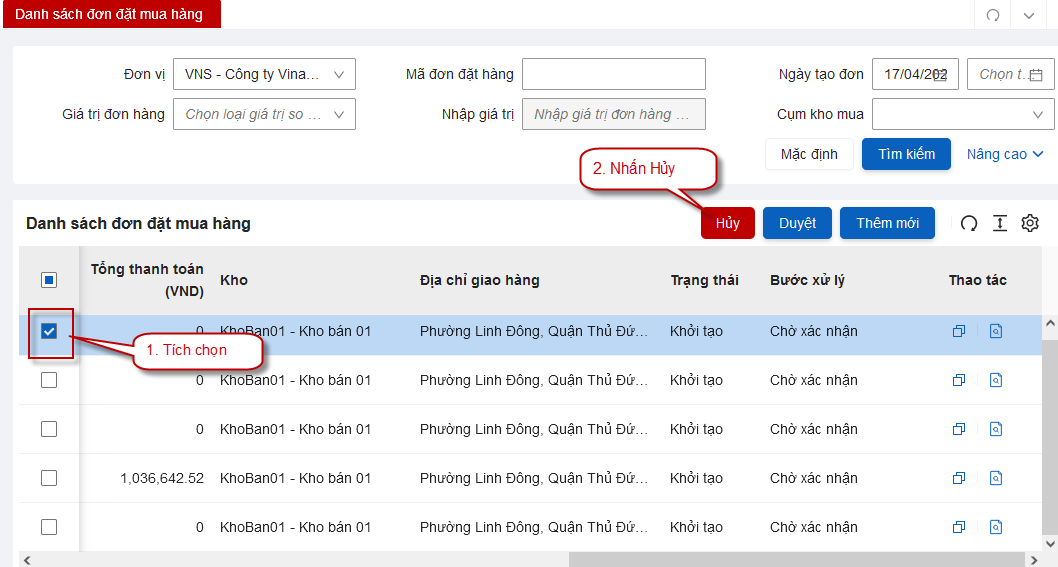 Danh sách đơn đặt mua hàng
Đơn vị VNS - Công ty Vina... Mã đơn đặt hàng Ngày tạo đơn 17/04/202 Chọn t...
Giá trị đơn hàng Chọn loại giá trị so ... Nhập giá trị Nhập giá trị đơn hàng ... Cụm kho mua
Mặc định Tìm kiếm Nâng cao
2. Nhấn Hủy
Danh sách đơn đặt mua hàng Hủy Duyệt Thêm mới
Tổng thanh toán
(VND) Kho Địa chỉ giao hàng Trạng thái Bước xử lý Thao tác
0 KhoBan01 - Kho bán 01 Phường Linh Đông, Quận Thủ Đứ... Khởi tạo Chờ xác nhận
1. Tích chọn
0 KhoBan01 - Kho bán 01 Phường Linh Đông, Quận Thủ Đứ... Khởi tạo Chờ xác nhận
0 KhoBan01 - Kho bán 01 Phường Linh Đông, Quận Thủ Đứ... Khởi tạo Chờ xác nhận
1,036,642.52 KhoBan01 - Kho bán 01 Phường Linh Đông, Quận Thủ Đứ... Khởi tạo Chờ xác nhận
0 KhoBan01 - Kho bán 01 Phường Linh Đông, Quận Thủ Đứ... Khởi tạo Chờ xác nhận